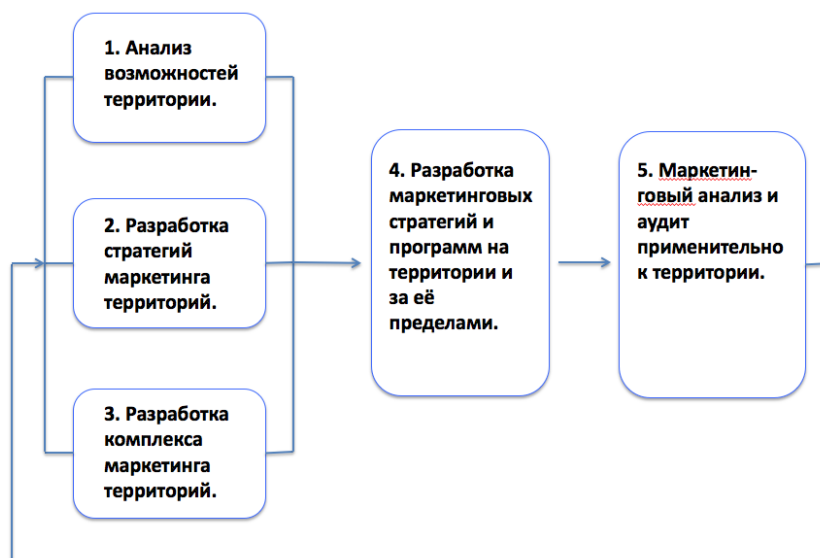 1. Анализ
возможностей
территории.
2. Разработка
стратегий
маркетинга
территорий.
3. Разработка
комплекса
маркетинга
территорий.
4. Разработка
маркетинговых
стратегий и
программ на
территории и
за её
пределами.
5. Маркетин-
говый анализ и
аудит
применительно
к территории.